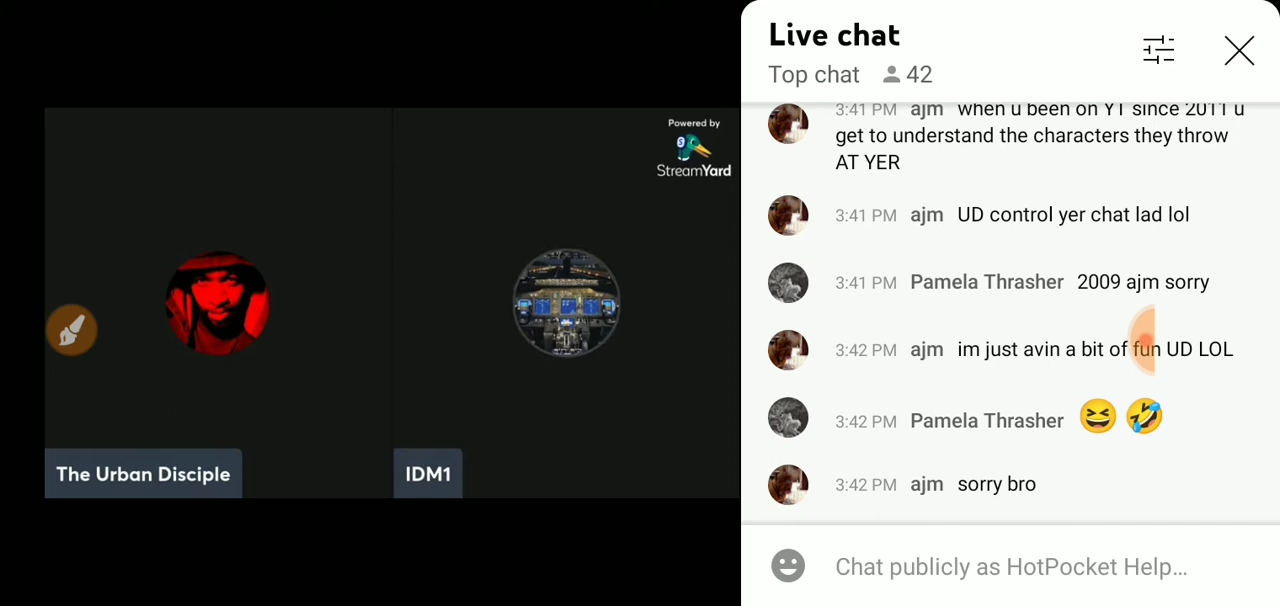 Powered by
StreamYard
The Urban Disciple
IDM1
Live chat
Top chat 42
3:41 PM ajm when u been on YT since 2011 u
get to understand the characters they throw
AT YER
3:41 PM ajm UD control yer chat lad lol
3:41 PM Pamela Thrasher 2009 ajm sorry
3:42 PM ajm im just avin a bit of fun UD LOL
3:42 PM Pamela Thrasher 😆 🤣
3:42 PM ajm sorry bro
Chat publicly as HotPocket Help...